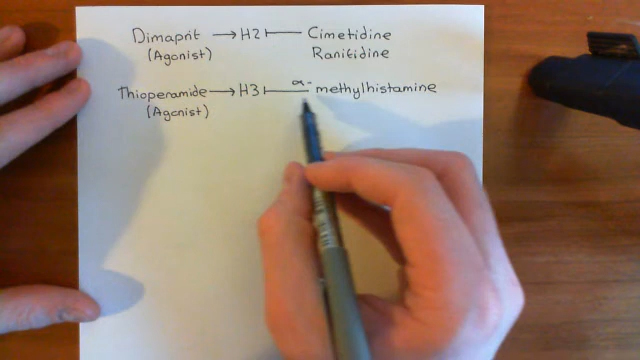 Dimaprit → H2 ⊢ Cimetidine
(Agonist) Ranitidine
Thioperamide → H3 ⊢ α- methylhistamine
(Agonist)